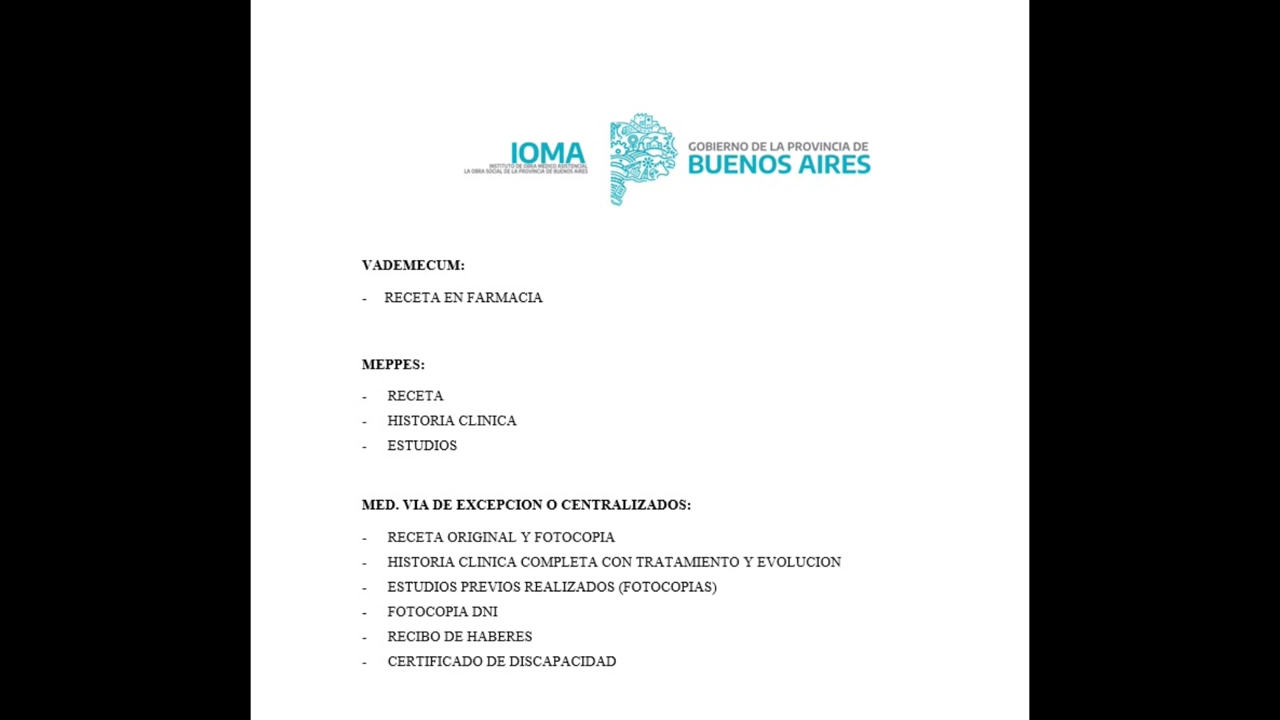 IOMA
INSTITUTO DE OBRA MÉDICO ASISTENCIAL
LA OBRA SOCIAL DE LA PROVINCIA DE BUENOS AIRES
GOBIERNO DE LA PROVINCIA DE
BUENOS AIRES
VADEMECUM:
- RECETA EN FARMACIA
MEPPES:
- RECETA
- HISTORIA CLINICA
- ESTUDIOS
MED. VIA DE EXCEPCION O CENTRALIZADOS:
- RECETA ORIGINAL Y FOTOCOPIA
- HISTORIA CLINICA COMPLETA CON TRATAMIENTO Y EVOLUCION
- ESTUDIOS PREVIOS REALIZADOS (FOTOCOPIAS)
- FOTOCOPIA DNI
- RECIBO DE HABERES
- CERTIFICADO DE DISCAPACIDAD